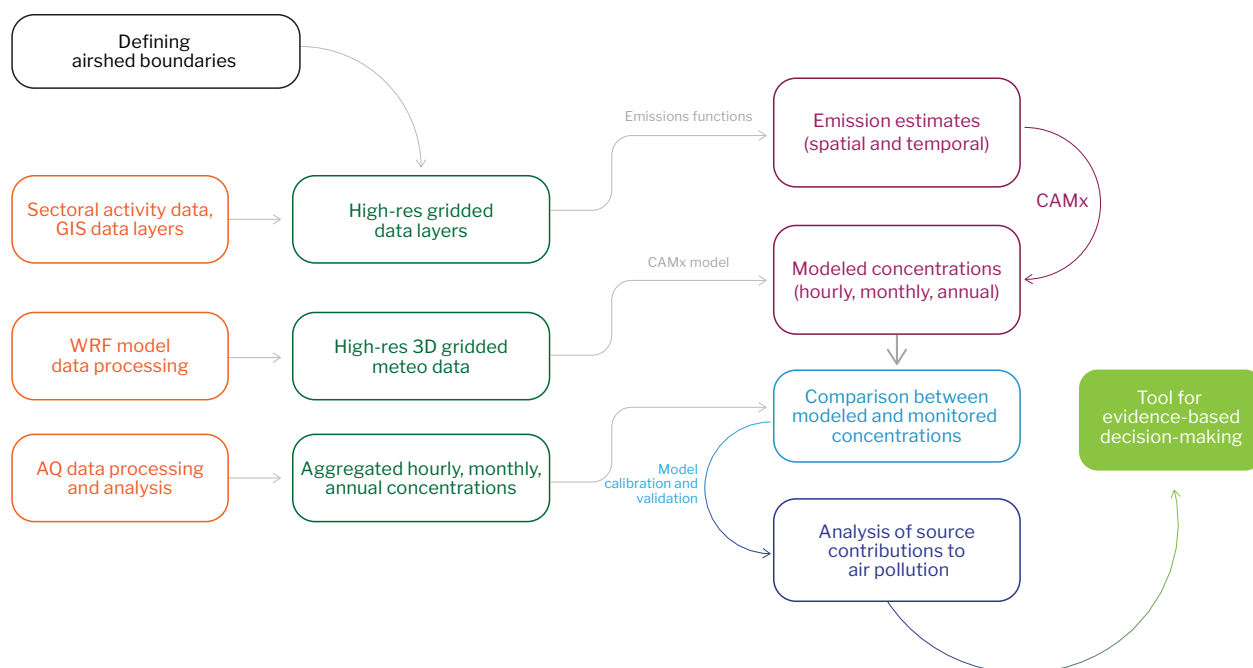 Defining
airshed boundaries
Emissions functions
Emission estimates
(spatial and temporal)
Sectoral activity data,
GIS data layers
High-res gridded
data layers
CAMx
CAMx model
Modeled concentrations
(hourly, monthly, annual)
WRF model
data processing
High-res 3D gridded
meteo data
Comparison between
modeled and monitored
concentrations
Tool for
evidence-based
decision-making
AQ data processing
and analysis
Aggregated hourly, monthly,
annual concentrations
Model
calibration and
validation
Analysis of source
contributions to
air pollution